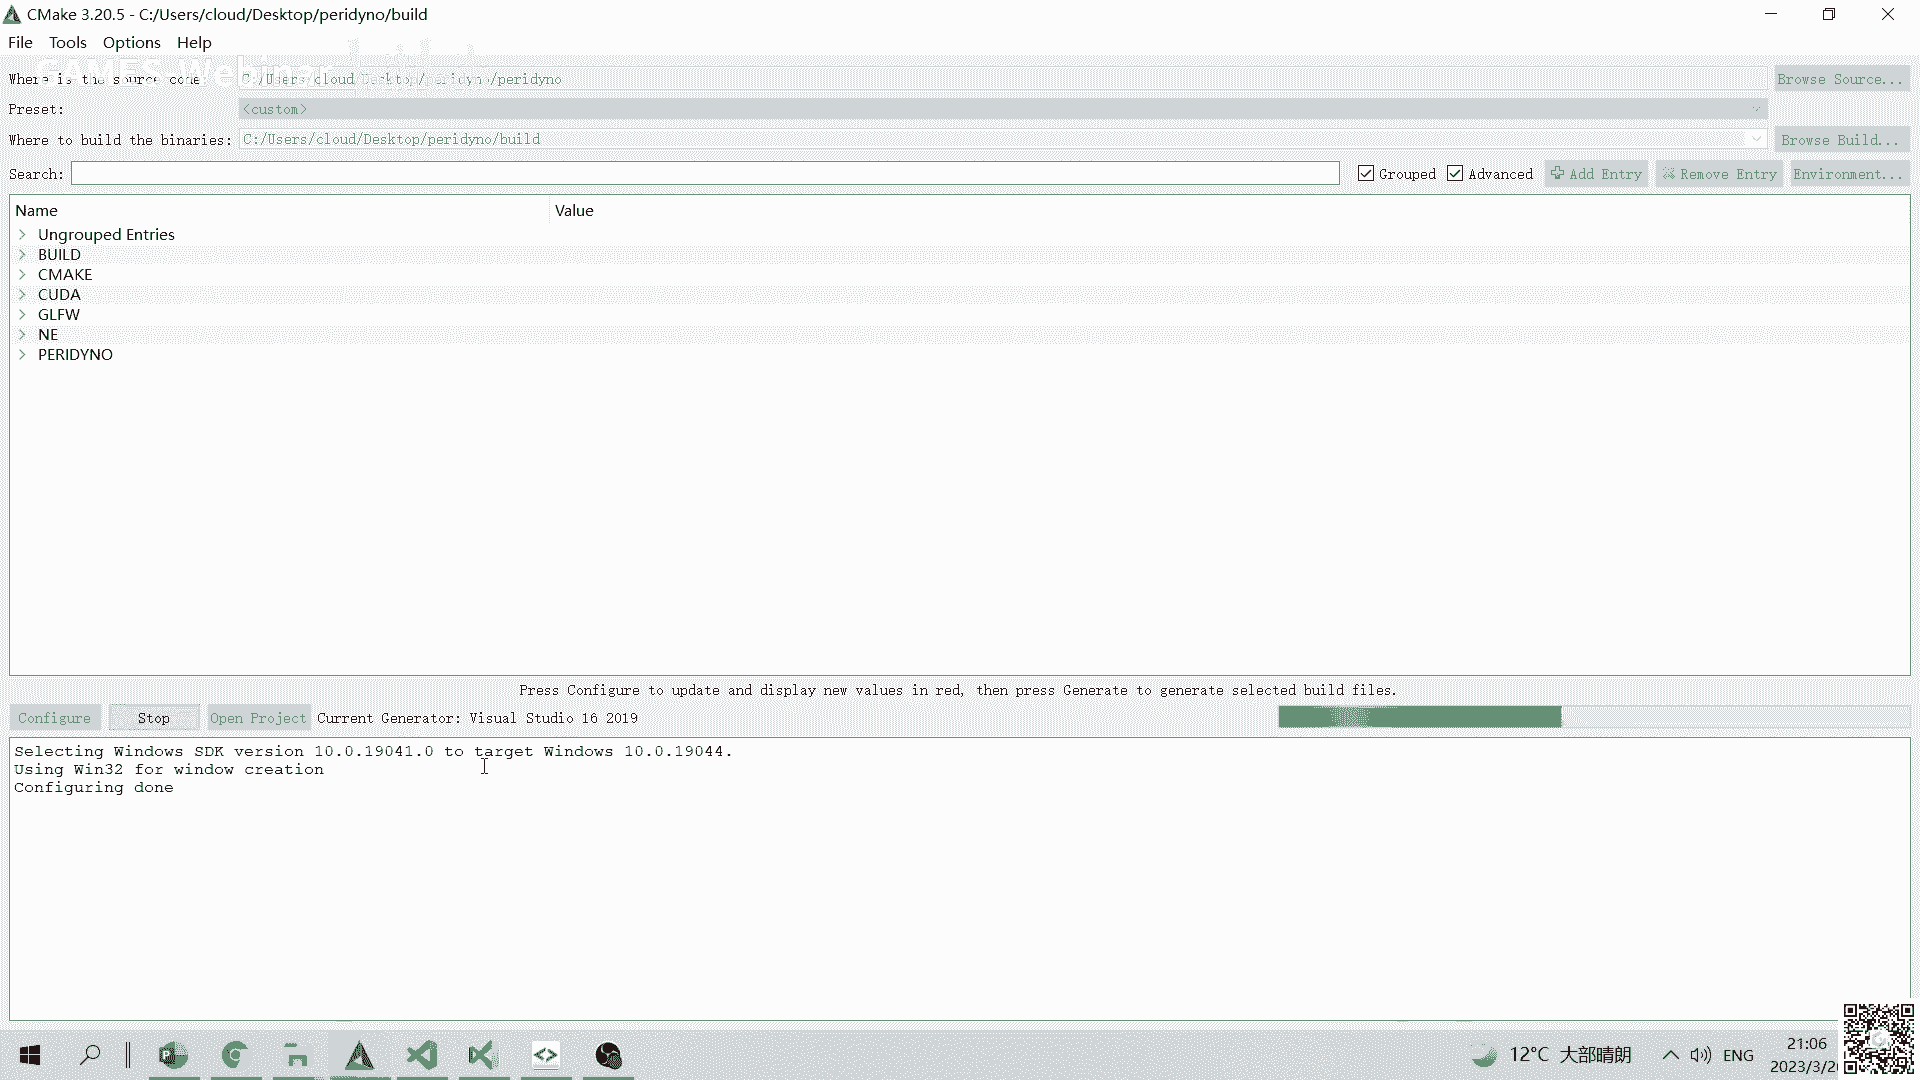 CMake 3.20.5 - C:/Users/cloud/Desktop/peridyno/build
File Tools Options Help
GAMES Webinar
Where is the source code: C:/Users/cloud/Desktop/peridyno/peridyno Browse Source...
Preset: <custom>
Where to build the binaries: C:/Users/cloud/Desktop/peridyno/build Browse Build...
Search: Grouped Advanced Add Entry Remove Entry Environment...
Name Value
Ungrouped Entries
BUILD
CMAKE
CUDA
GLFW
NE
PERIDYNO
Press Configure to update and display new values in red, then press Generate to generate selected build files.
Configure Stop Open Project Current Generator: Visual Studio 16 2019
Selecting Windows SDK version 10.0.19041.0 to target Windows 10.0.19044.
Using Win32 for window creation
Configuring done
12°C 大部晴朗 ENG 21:06